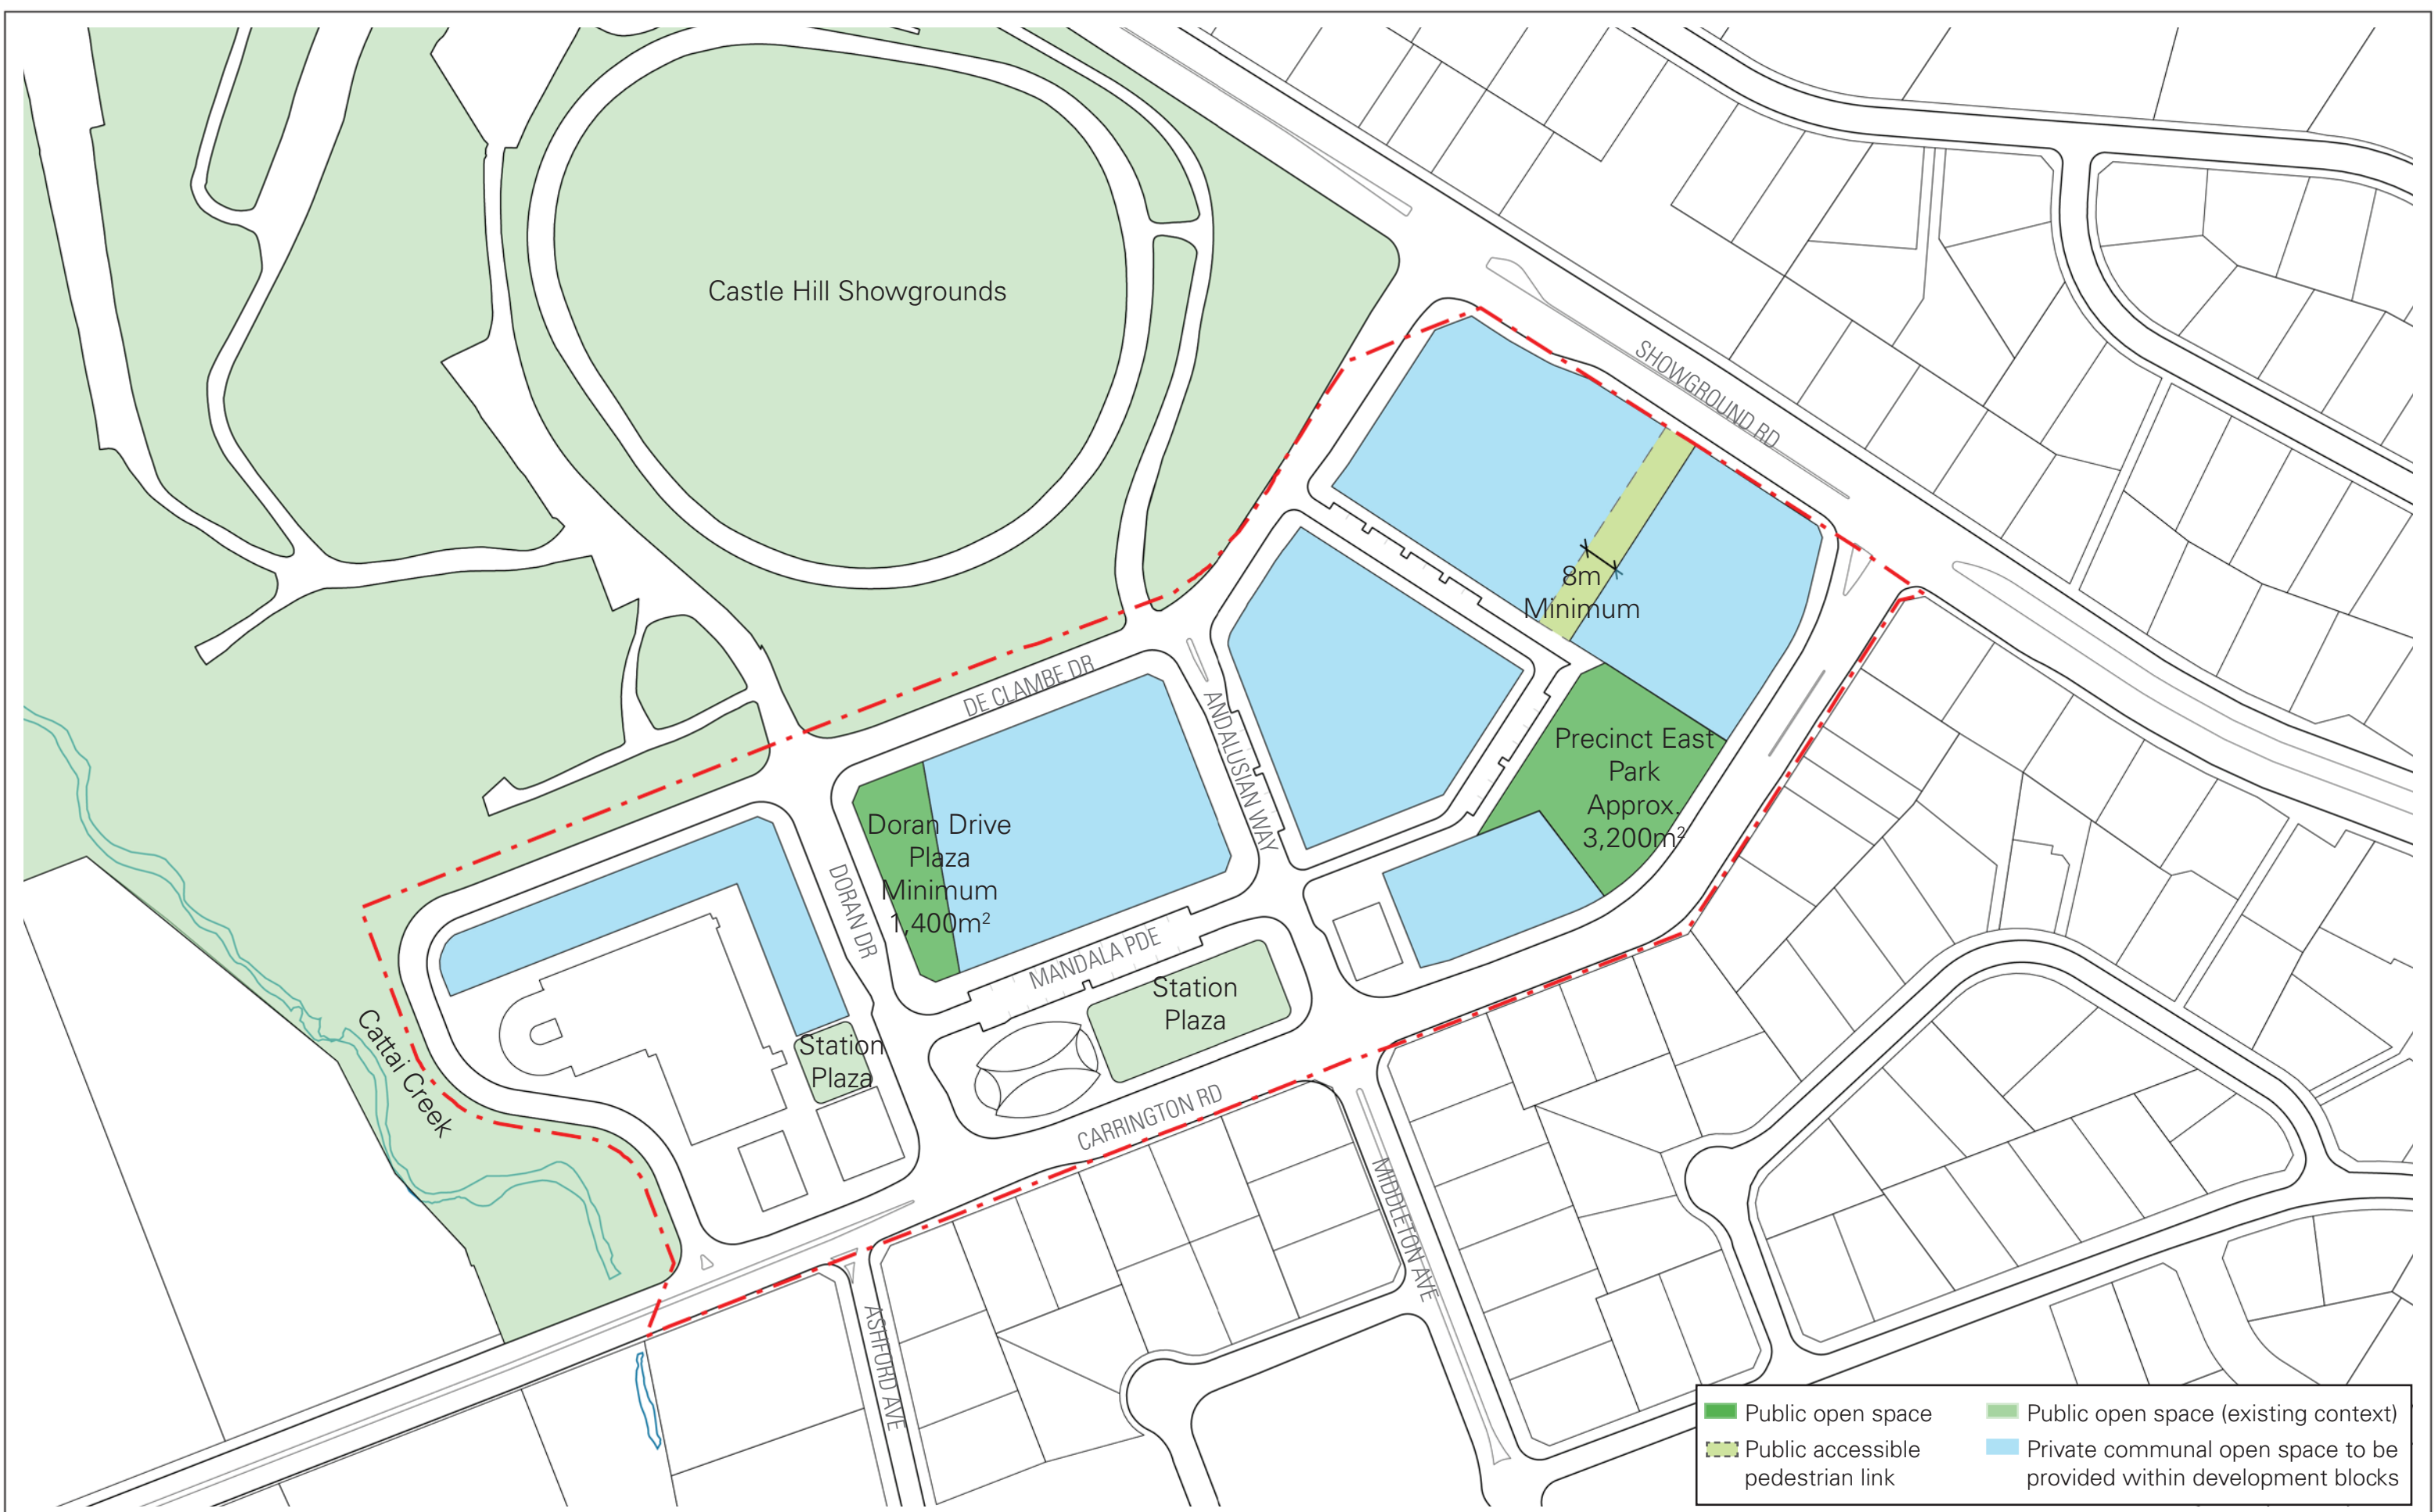 Castle Hill Showgrounds
SHOWGROUND RD
8m
Minimum
DE CLAMBE DR
ANDALUSIAN WAY
Precinct East
Park
Approx.
3,200m²
Doran Drive
Plaza
Minimum
1,400m²
DORAN DR
MANDALA PDE
Station
Plaza
Station
Plaza
Cattai Creek
CARRINGTON RD
MIDDLETON AVE
ASHFORD AVE
Public open space
Public accessible
pedestrian link
Public open space (existing context)
Private communal open space to be
provided within development blocks